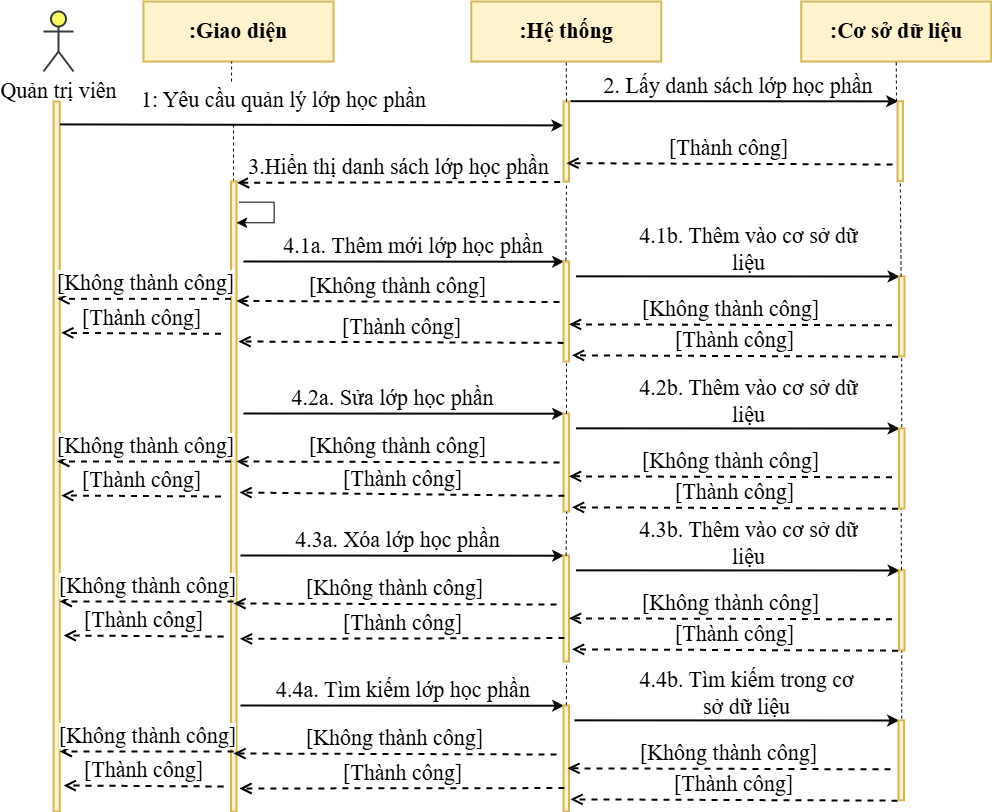 :Giao diện
:Hệ thống
:Cơ sở dữ liệu
Quản trị viên
1: Yêu cầu quản lý lớp học phần
2. Lấy danh sách lớp học phần
[Thành công]
3.Hiển thị danh sách lớp học phần
4.1a. Thêm mới lớp học phần
4.1b. Thêm vào cơ sở dữ
liệu
[Không thành công]
[Không thành công]
[Không thành công]
[Thành công]
[Thành công]
[Thành công]
4.2a. Sửa lớp học phần
4.2b. Thêm vào cơ sở dữ
liệu
[Không thành công]
[Không thành công]
[Không thành công]
[Thành công]
[Thành công]
[Thành công]
4.3a. Xóa lớp học phần
4.3b. Thêm vào cơ sở dữ
liệu
[Không thành công]
[Không thành công]
[Không thành công]
[Thành công]
[Thành công]
[Thành công]
4.4a. Tìm kiếm lớp học phần
4.4b. Tìm kiếm trong cơ
sở dữ liệu
[Không thành công]
[Không thành công]
[Không thành công]
[Thành công]
[Thành công]
[Thành công]